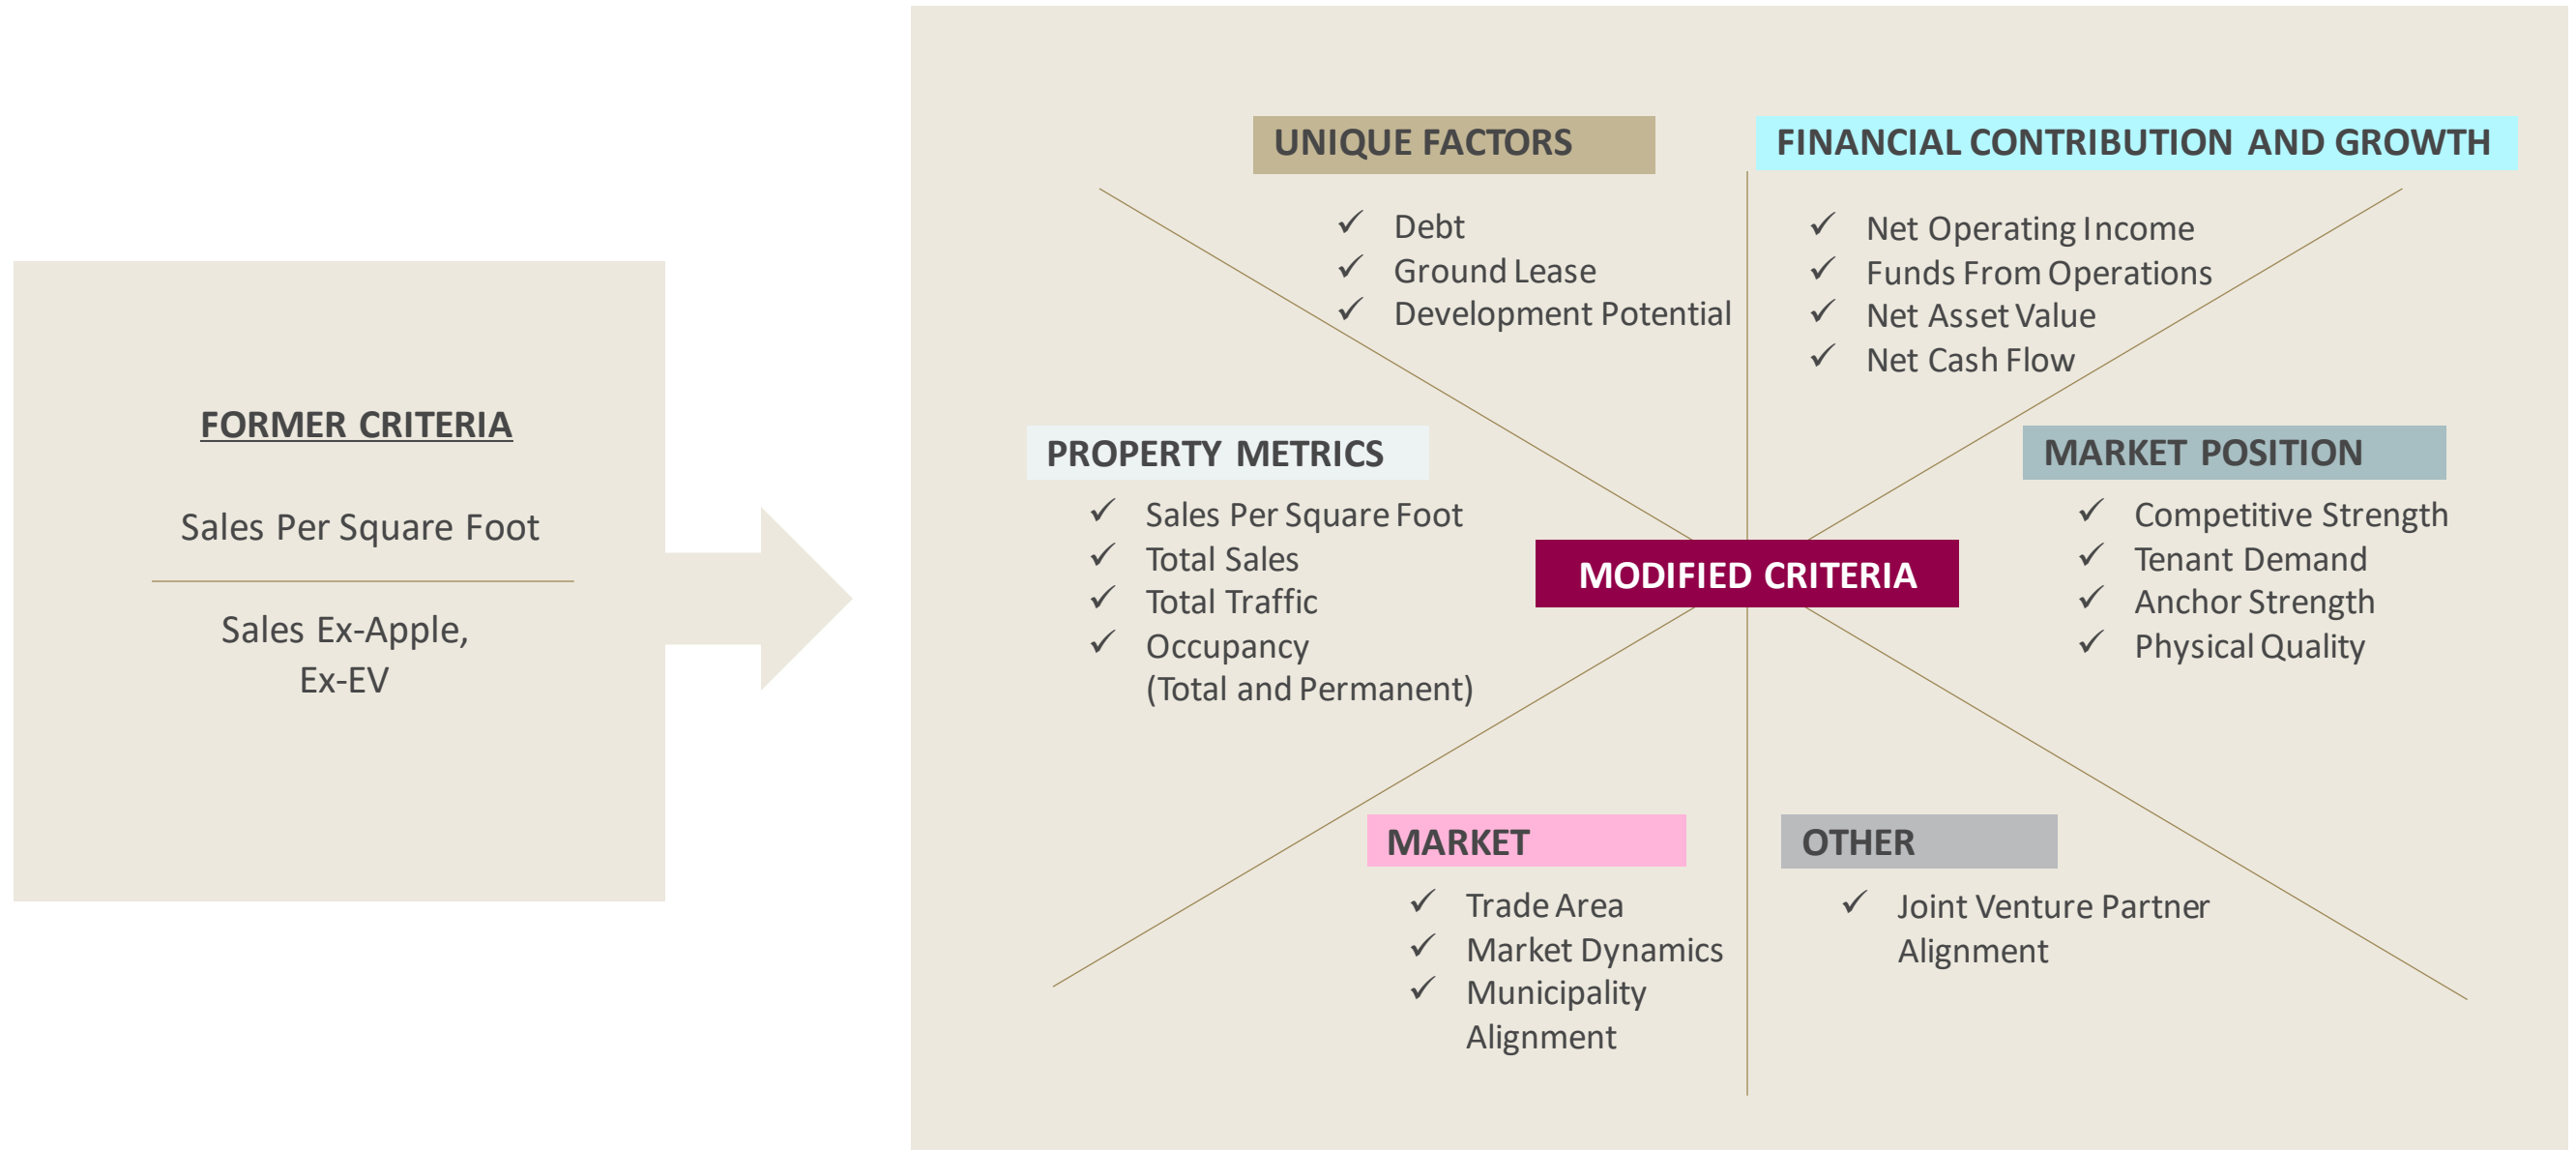 FORMER CRITERIA
Sales Per Square Foot
Sales Ex-Apple,
Ex-EV
UNIQUE FACTORS
✓ Debt
✓ Ground Lease
✓ Development Potential
FINANCIAL CONTRIBUTION AND GROWTH
✓ Net Operating Income
✓ Funds From Operations
✓ Net Asset Value
✓ Net Cash Flow
PROPERTY METRICS
✓ Sales Per Square Foot
✓ Total Sales
✓ Total Traffic
✓ Occupancy
(Total and Permanent)
MODIFIED CRITERIA
MARKET POSITION
✓ Competitive Strength
✓ Tenant Demand
✓ Anchor Strength
✓ Physical Quality
MARKET
✓ Trade Area
✓ Market Dynamics
✓ Municipality
Alignment
OTHER
✓ Joint Venture Partner
Alignment